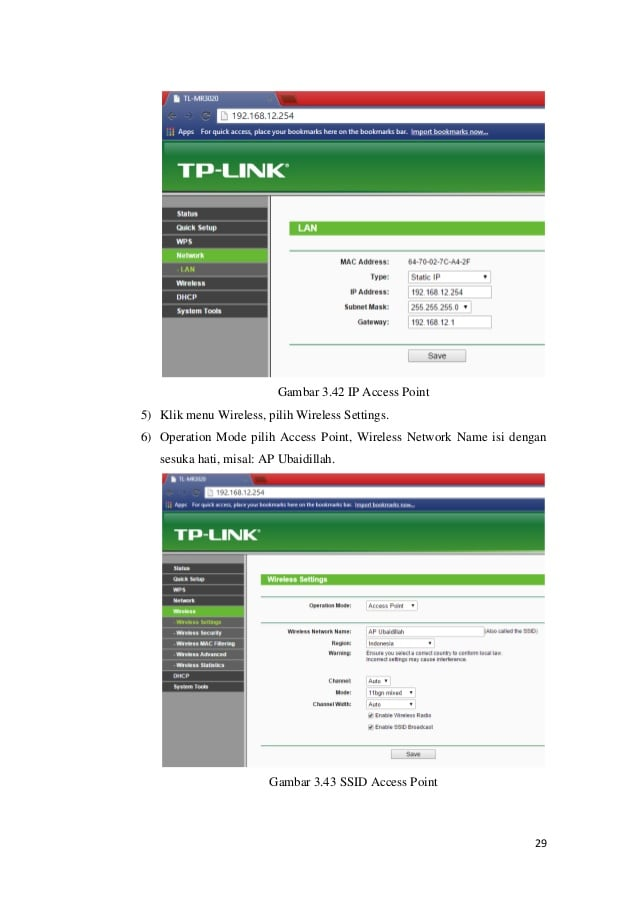 TL-MR3020
192.168.12.254
Apps For quick access, place your bookmarks here on the bookmarks bar. Import bookmarks now...
TP-LINK®
Status
Quick Setup
WPS
Network
- LAN
Wireless
DHCP
System Tools
LAN
MAC Address: 64-70-02-7C-A4-2F
Type: Static IP
IP Address: 192.168.12.254
Subnet Mask: 255.255.255.0
Gateway: 192.168.12.1
Save
Gambar 3.42 IP Access Point
5) Klik menu Wireless, pilih Wireless Settings.
6) Operation Mode pilih Access Point, Wireless Network Name isi dengan
sesuka hati, misal: AP Ubaidillah.
TL-MR3020
192.168.12.254
Apps For quick access, place your bookmarks here on the bookmarks bar. Import bookmarks now...
TP-LINK®
Status
Quick Setup
WPS
Network
Wireless
- Wireless Settings
- Wireless Security
- Wireless MAC Filtering
- Wireless Advanced
- Wireless Statistics
DHCP
System Tools
Wireless Settings
Operation Mode: Access Point
Wireless Network Name: AP Ubaidillah (Also called the SSID)
Region: Indonesia
Warning: Ensure you select a correct country to conform local law.
Incorrect settings may cause interference.
Channel: Auto
Mode: 11bgn mixed
Channel Width: Auto
Enable Wireless Radio
Enable SSID Broadcast
Save
Gambar 3.43 SSID Access Point
29